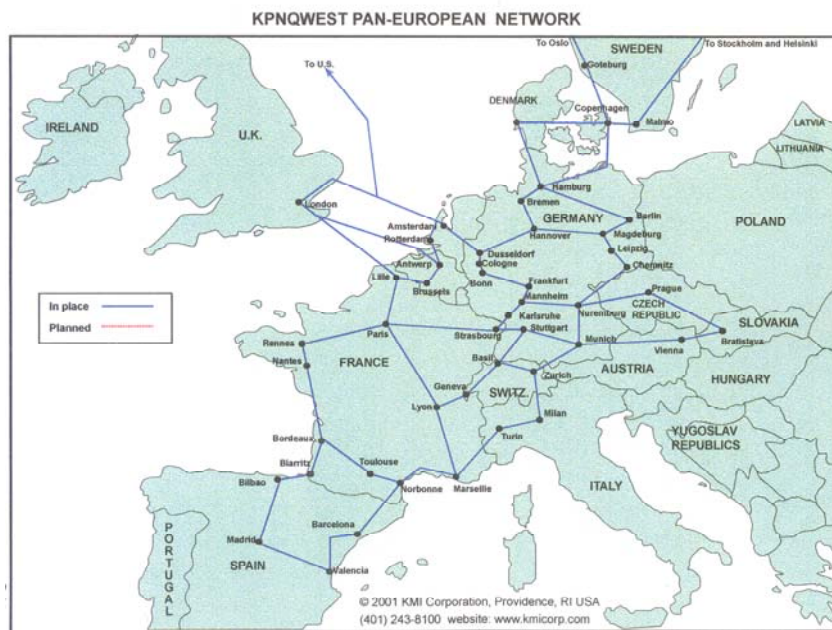 KPNQWEST PAN-EUROPEAN NETWORK
To Oslo
SWEDEN
To Stockholm and Helsinki
To U.S.
Goteburg
DENMARK
Copenhagen
IRELAND
U.K.
Malmo
LATVIA
LITHUANIA
Hamburg
London
Bremen
Berlin
GERMANY
POLAND
Amsterdam
Rotterdam
Hannover
Magdeburg
Leipzig
Dusseldorf
Cologne
Antwerp
Chemnitz
Lille
Bonn
Brussels
Frankfurt
Prague
In place
Mannheim
Nuremburg
CZECH
REPUBLIC
Planned
Karlsruhe
SLOVAKIA
Paris
Strasbourg
Stuttgart
Rennes
Munich
Vienna
Bratislava
Nantes
FRANCE
Basil
AUSTRIA
Zurich
HUNGARY
Geneva
SWITZ.
Lyon
Milan
Turin
YUGOSLAV
REPUBLICS
Bordeaux
Biarritz
Toulouse
Bilbao
Norbonne
Marseille
ITALY
Barcelona
PORTUGAL
Madrid
SPAIN
Valencia
© 2001 KMI Corporation, Providence, RI USA
(401) 243-8100 website: www.kmicorp.com